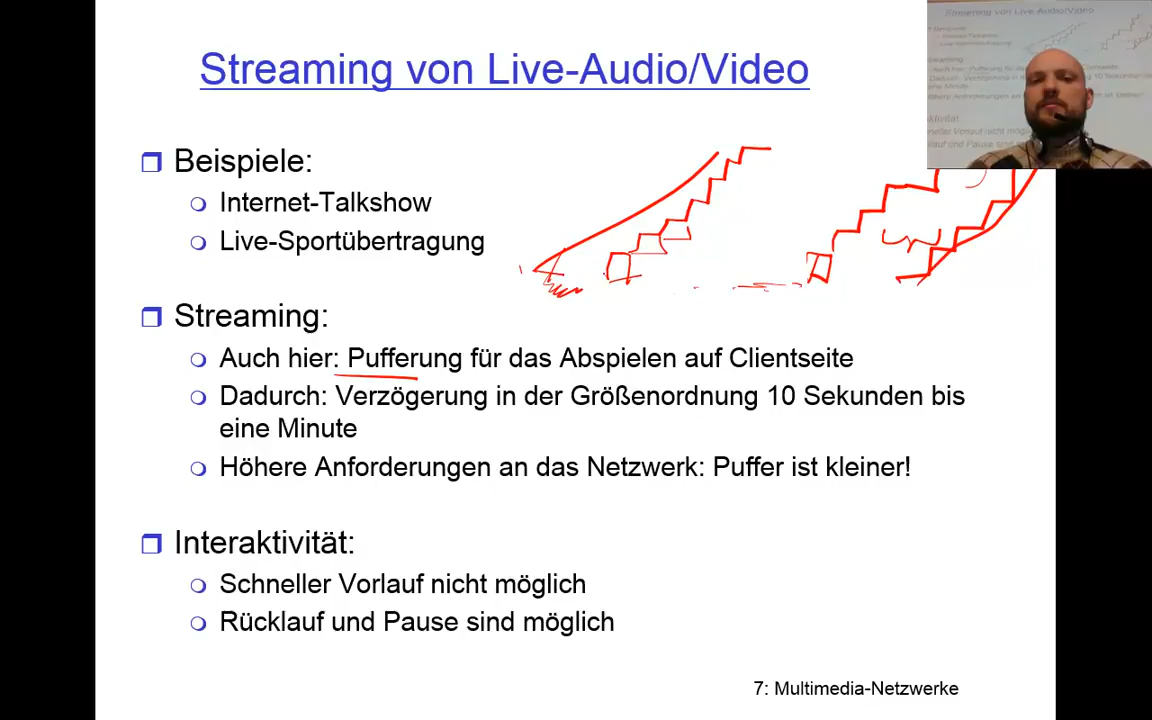 Streaming von Live-Audio/Video
Beispiele:
Internet-Talkshow
Live-Sportübertragung
Streaming:
Auch hier: Pufferung für das Abspielen auf Clientseite
Dadurch: Verzögerung in der Größenordnung 10 Sekunden bis
eine Minute
Höhere Anforderungen an das Netzwerk: Puffer ist kleiner!
Interaktivität:
Schneller Vorlauf nicht möglich
Rücklauf und Pause sind möglich
7: Multimedia-Netzwerke